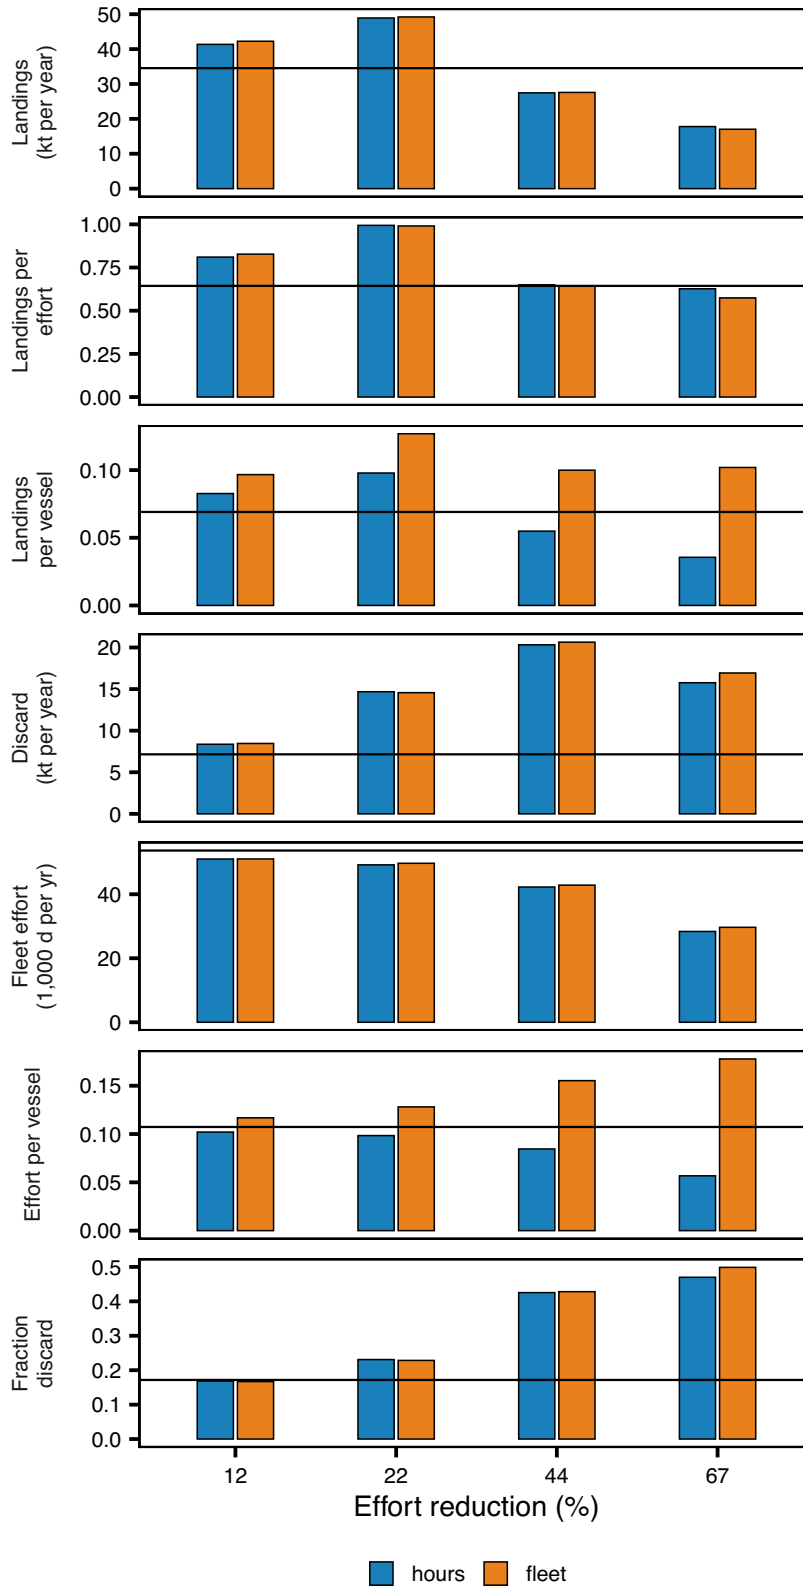 Landings
(kt per year)
50
40
30
20
10
0
Landings per
effort
1.00
0.75
0.50
0.25
0.00
Landings
per vessel
0.10
0.05
0.00
Discard
(kt per year)
20
15
10
5
0
Fleet effort
(1,000 d per yr)
40
20
0
Effort per vessel
0.15
0.10
0.05
0.00
Fraction
discard
0.5
0.4
0.3
0.2
0.1
0.0
12 22 44 67
Effort reduction (%)
hours fleet